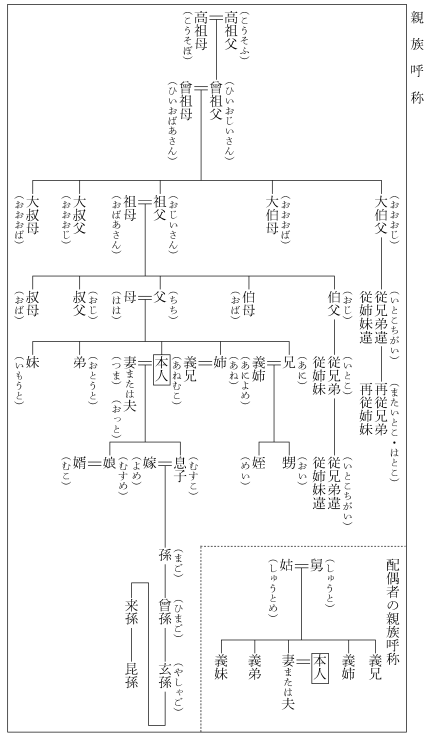 親族呼称
高祖父（こうそふ）
高祖母（こうそぼ）
曾祖父（ひいおじいさん）
曾祖母（ひいおばあさん）
大伯父（おおおじ）
大伯母（おおおば）
祖父（おじいさん）
祖母（おばあさん）
大叔父（おおおじ）
大叔母（おおおば）
従兄弟違（いとこちがい）
従姉妹違
伯父（おじ）
伯母（おば）
父（ちち）
母（はは）
叔父（おじ）
叔母（おば）
再従兄弟（またいとこ・はとこ）
再従姉妹
従兄弟（いとこ）
従姉妹
兄（あに）
義姉（あによめ）
姉（あね）
義兄（あねむこ）
本人
妻または夫（つま）（おっと）
弟（おとうと）
妹（いもうと）
従兄弟違（いとこちがい）
従姉妹違
甥（おい）
姪（めい）
息子（むすこ）
嫁（よめ）
娘（むすめ）
婿（むこ）
孫（まご）
曾孫（ひまご）
玄孫（やしゃご）
来孫
昆孫
配偶者の親族呼称
舅（しゅうと）
姑（しゅうとめ）
義兄
義姉
本人
妻または夫
義弟
義妹